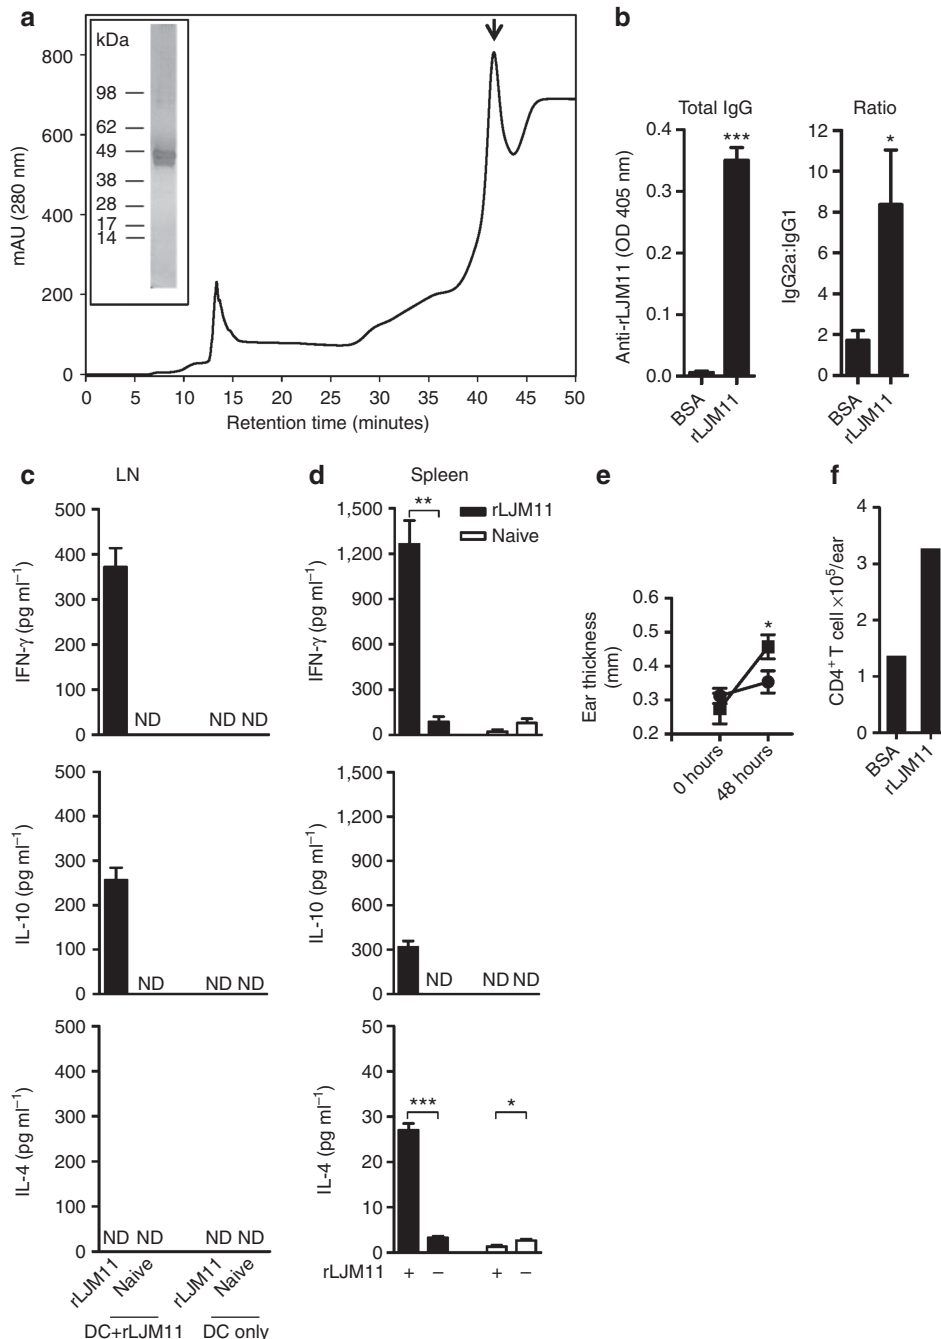 a
kDa
98
62
49
38
28
17
14
mAU (280 nm)
800
600
400
200
0
0 5 10 15 20 25 30 35 40 45 50
Retention time (minutes)
b
Total IgG
Anti-rLJM11 (OD 405 nm)
0.4
0.3
0.2
0.1
0.0
***
BSA
rLJM11
Ratio
IgG2a:IgG1
12
10
8
6
4
2
0
*
BSA
rLJM11
c
LN
IFN-γ (pg ml⁻¹)
500
400
300
200
100
0
ND
ND ND
IL-10 (pg ml⁻¹)
500
400
300
200
100
0
ND
ND ND
IL-4 (pg ml⁻¹)
500
400
300
200
100
0
ND ND
ND ND
rLJM11
Naive
rLJM11
Naive
DC+rLJM11
DC only
d
Spleen
rLJM11
Naive
IFN-γ (pg ml⁻¹)
1,500
1,200
900
600
300
0
**
IL-10 (pg ml⁻¹)
1,500
1,200
900
600
300
0
ND
ND ND
IL-4 (pg ml⁻¹)
50
40
30
20
10
0
***
*
rLJM11 + − + −
e
Ear thickness
(mm)
0.6
0.5
0.4
0.3
0.2
*
0 hours
48 hours
f
CD4⁺ T cell ×10⁵/ear
4
3
2
1
0
BSA
rLJM11